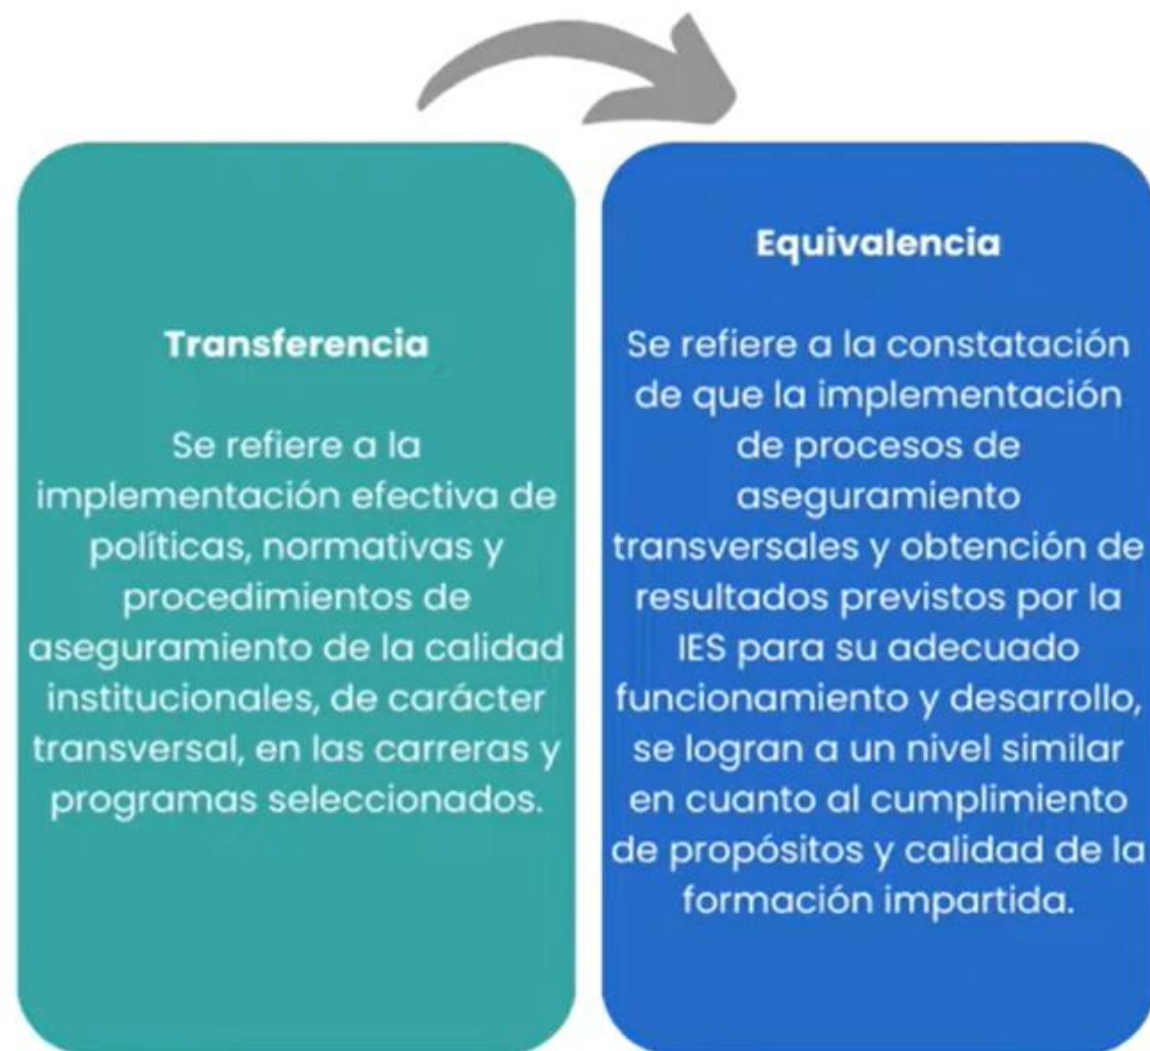 Transferencia
Se refiere a la
implementación efectiva de
políticas, normativas y
procedimientos de
aseguramiento de la calidad
institucionales, de carácter
transversal, en las carreras y
programas seleccionados.
Equivalencia
Se refiere a la constatación
de que la implementación
de procesos de
aseguramiento
transversales y obtención de
resultados previstos por la
IES para su adecuado
funcionamiento y desarrollo,
se logran a un nivel similar
en cuanto al cumplimiento
de propósitos y calidad de la
formación impartida.